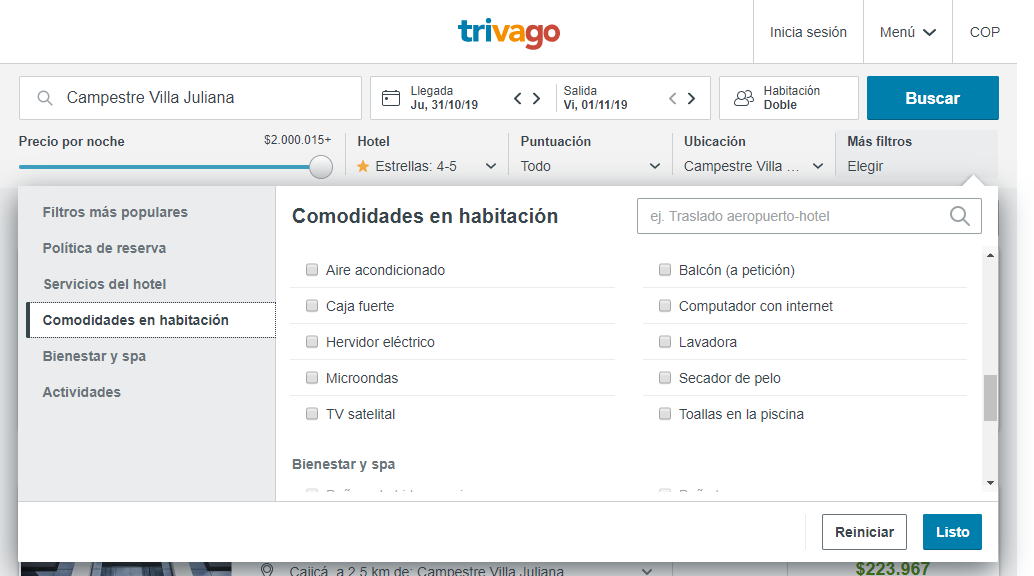 trivago
Inicia sesión
Menú
COP
Campestre Villa Juliana
Llegada
Ju, 31/10/19
Salida
Vi, 01/11/19
Habitación
Doble
Buscar
Precio por noche
$2.000.015+
Hotel
Estrellas: 4-5
Puntuación
Todo
Ubicación
Campestre Villa ...
Más filtros
Elegir
Filtros más populares
Política de reserva
Servicios del hotel
Comodidades en habitación
Bienestar y spa
Actividades
Comodidades en habitación
ej. Traslado aeropuerto-hotel
Aire acondicionado
Balcón (a petición)
Caja fuerte
Computador con internet
Hervidor eléctrico
Lavadora
Microondas
Secador de pelo
TV satelital
Toallas en la piscina
Bienestar y spa
Reiniciar
Listo
Cajicá, a 2.5 km de: Campestre Villa Juliana
$223.967